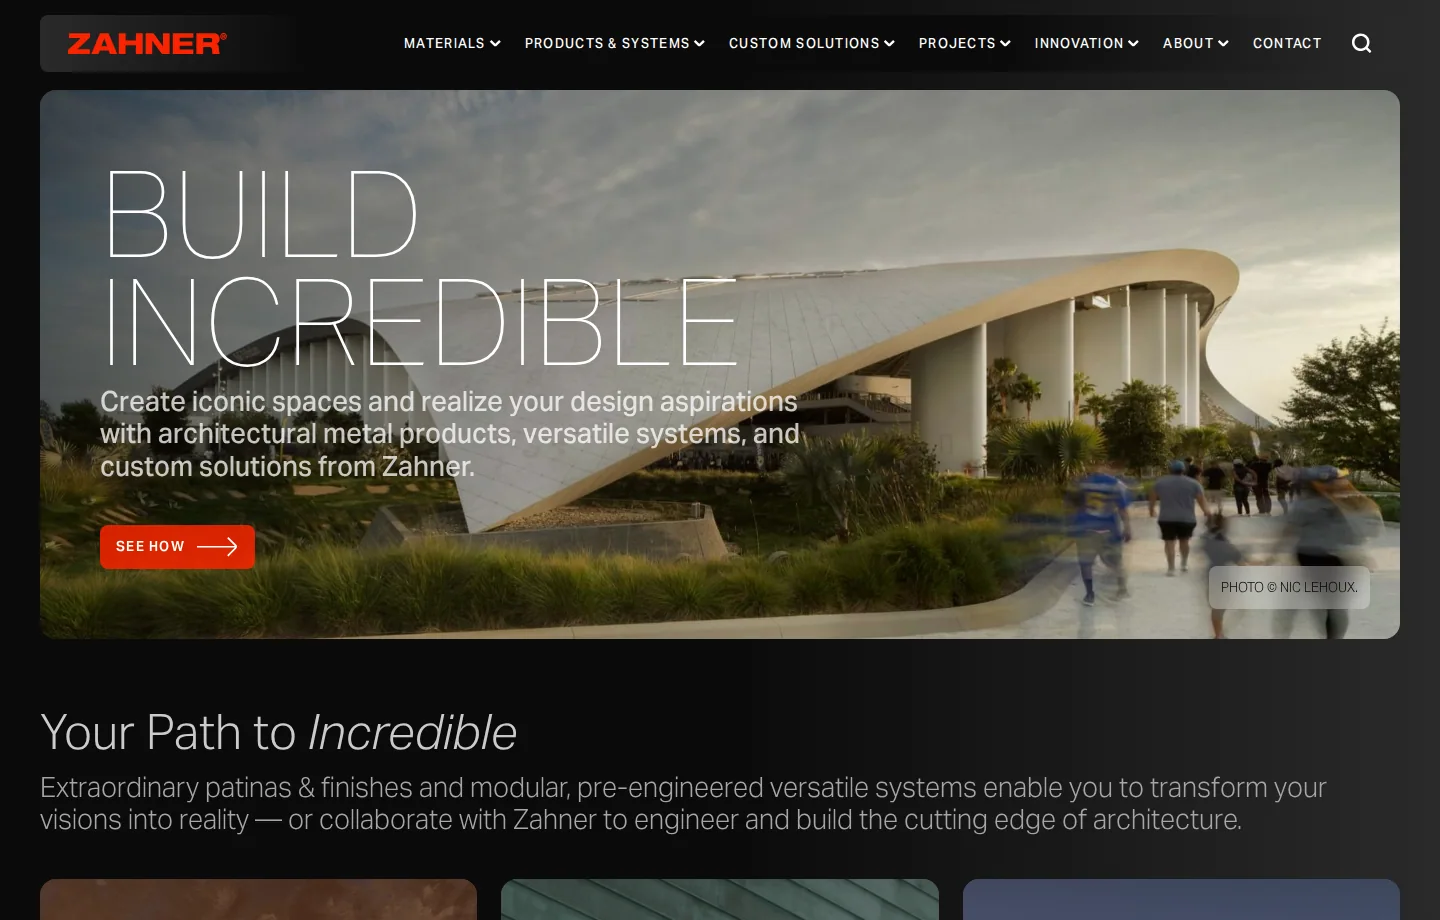 ZAHNER®
MATERIALS
PRODUCTS & SYSTEMS
CUSTOM SOLUTIONS
PROJECTS
INNOVATION
ABOUT
CONTACT
BUILD
INCREDIBLE
Create iconic spaces and realize your design aspirations
with architectural metal products, versatile systems, and
custom solutions from Zahner.
SEE HOW
PHOTO © NIC LEHOUX.
Your Path to Incredible
Extraordinary patinas & finishes and modular, pre-engineered versatile systems enable you to transform your
visions into reality — or collaborate with Zahner to engineer and build the cutting edge of architecture.